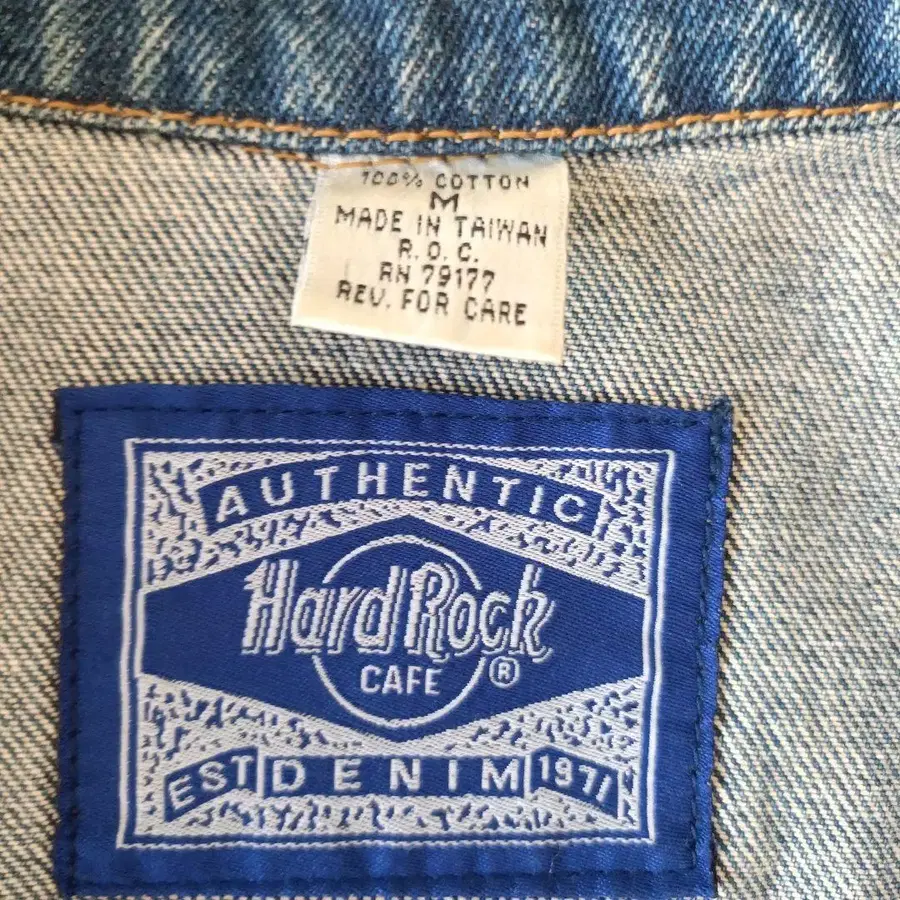 100% COTTON
M
MADE IN TAIWAN
R.O.C.
RN 79177
REV. FOR CARE
AUTHENTIC
Hard Rock
CAFE ®
EST DENIM 1971